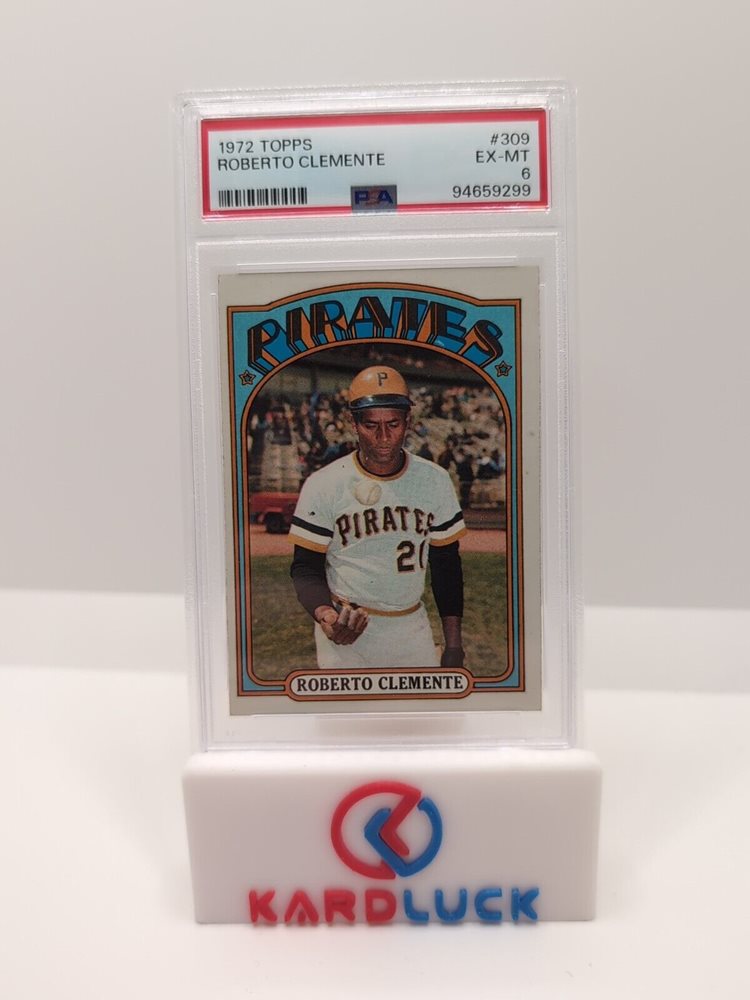 1972 TOPPS #309
ROBERTO CLEMENTE EX-MT
6
PSA 94659299
PIRATES
P
PIRATES
21
ROBERTO CLEMENTE
KARDLUCK